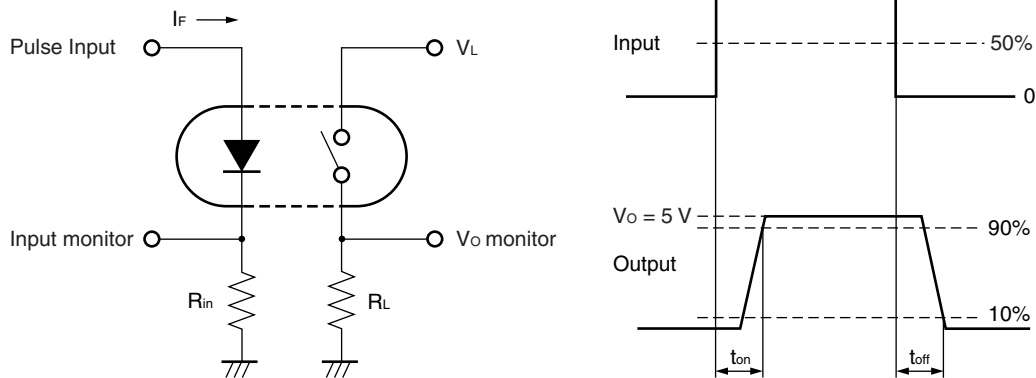 IF
Pulse Input
VL
Input monitor
VO monitor
Rin
RL
Input
50%
0
VO = 5 V
90%
Output
10%
ton
toff